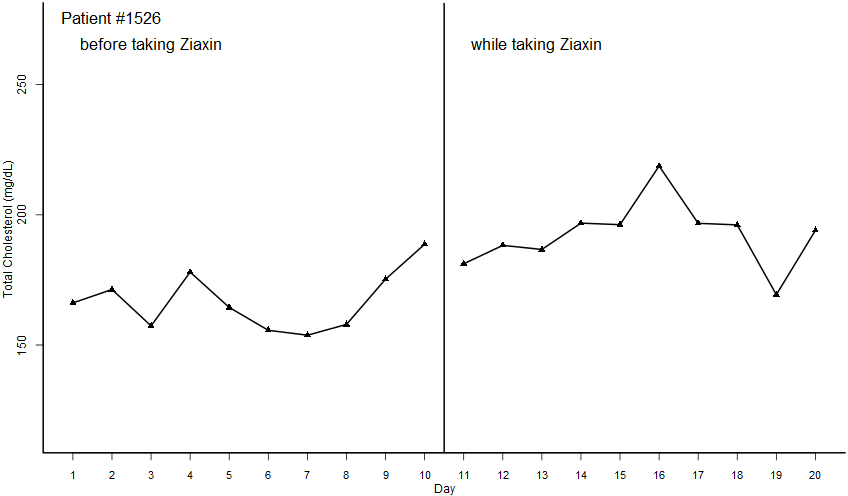 Patient #1526
before taking Ziaxin
while taking Ziaxin
Total Cholesterol (mg/dL)
250
200
150
1 2 3 4 5 6 7 8 9 10 11 12 13 14 15 16 17 18 19 20
Day